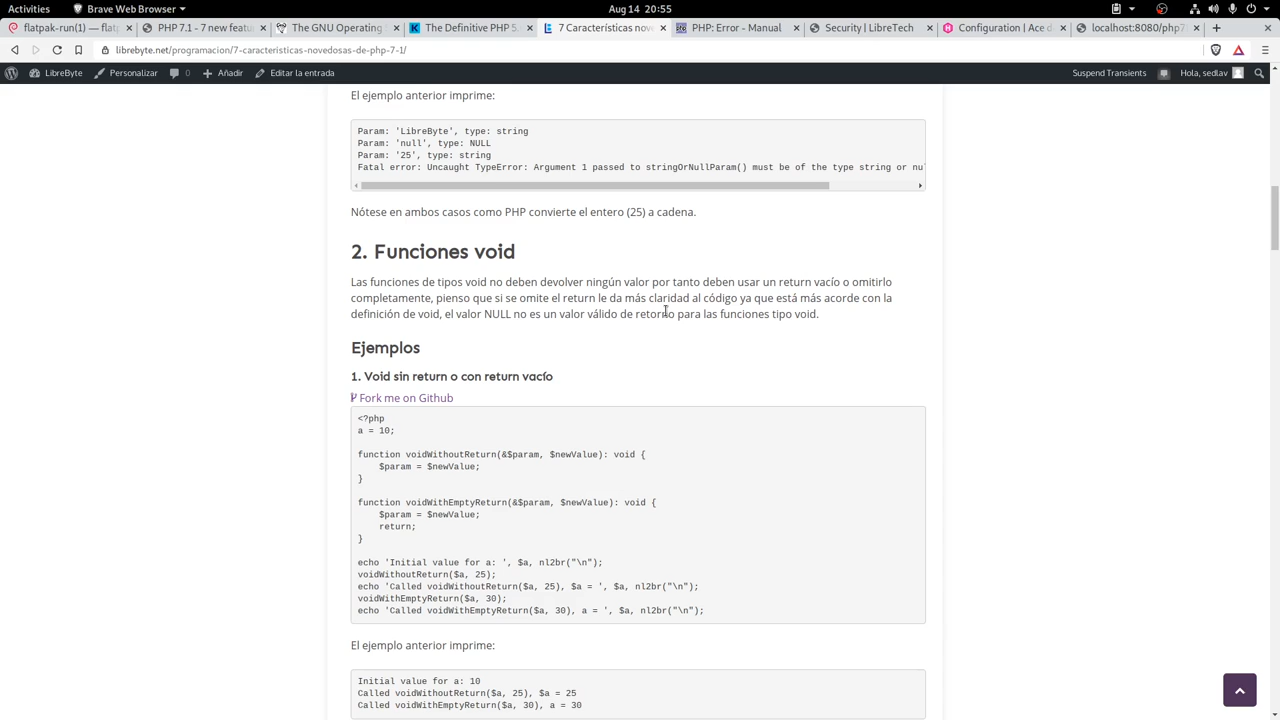 Activities
Brave Web Browser
Aug 14 20:55
flatpak-run(1) — flatp
PHP 7.1 - 7 new featu
The GNU Operating
The Definitive PHP 5.
7 Características nove
PHP: Error - Manual
Security | LibreTech
Configuration | Ace d
localhost:8080/php7
librebyte.net/programacion/7-caracteristicas-novedosas-de-php-7-1/
LibreByte
Personalizar
0
Añadir
Editar la entrada
Suspend Transients
Hola, sedlav
El ejemplo anterior imprime:
Param: 'LibreByte', type: string
Param: 'null', type: NULL
Param: '25', type: string
Fatal error: Uncaught TypeError: Argument 1 passed to stringOrNullParam() must be of the type string or nu
Nótese en ambos casos como PHP convierte el entero (25) a cadena.
2. Funciones void
Las funciones de tipos void no deben devolver ningún valor por tanto deben usar un return vacío o omitirlo
completamente, pienso que si se omite el return le da más claridad al código ya que está más acorde con la
definición de void, el valor NULL no es un valor válido de retorno para las funciones tipo void.
Ejemplos
1. Void sin return o con return vacío
Fork me on Github
<?php
a = 10;
function voidWithoutReturn(&$param, $newValue): void {
$param = $newValue;
}
function voidWithEmptyReturn(&$param, $newValue): void {
$param = $newValue;
return;
}
echo 'Initial value for a: ', $a, nl2br("\n");
voidWithoutReturn($a, 25);
echo 'Called voidWithoutReturn($a, 25), $a = ', $a, nl2br("\n");
voidWithEmptyReturn($a, 30);
echo 'Called voidWithEmptyReturn($a, 30), a = ', $a, nl2br("\n");
El ejemplo anterior imprime:
Initial value for a: 10
Called voidWithoutReturn($a, 25), $a = 25
Called voidWithEmptyReturn($a, 30), a = 30